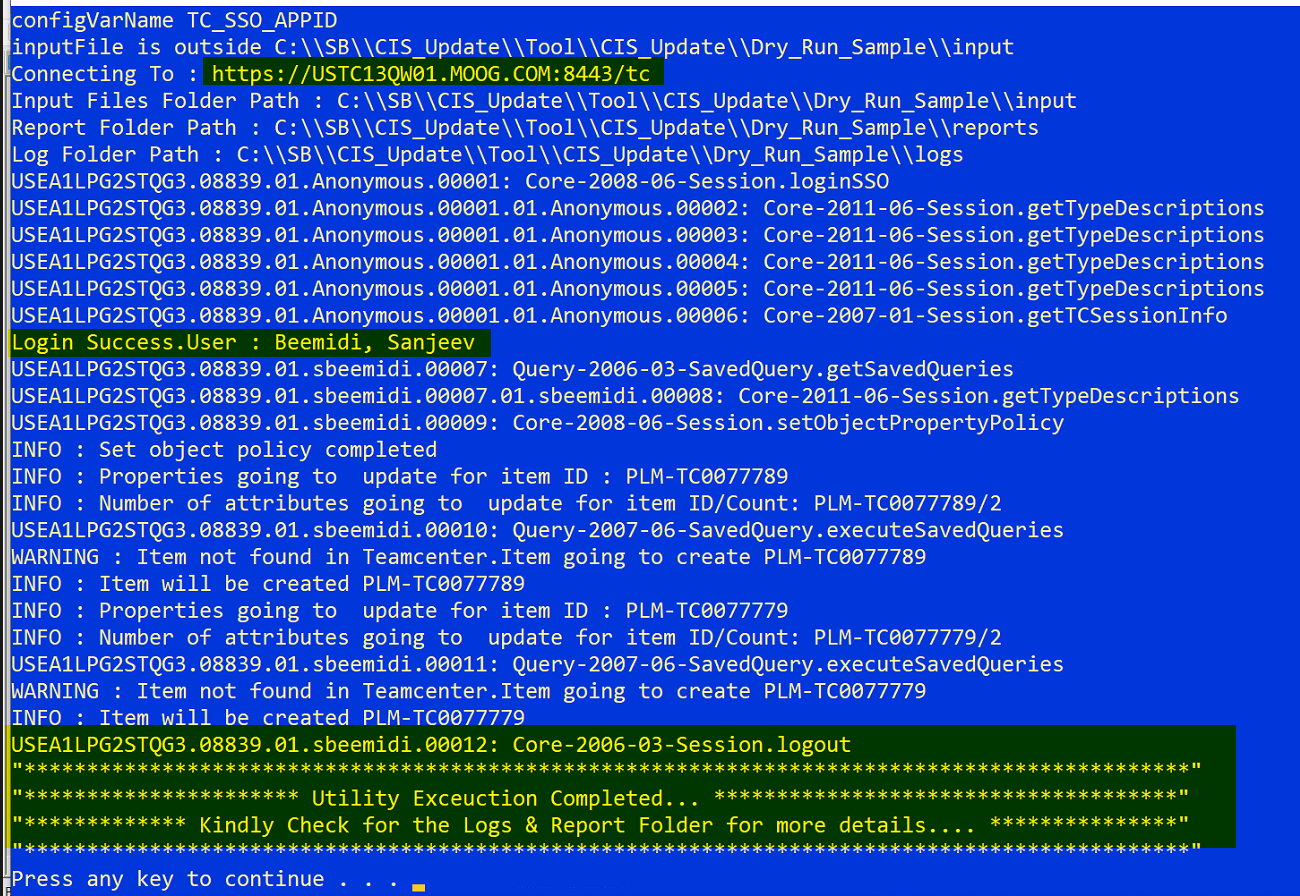 configVarName TC_SSO_APPID
inputFile is outside C:\\SB\\CIS_Update\\Tool\\CIS_Update\\Dry_Run_Sample\\input
Connecting To : https://USTC13QW01.MOOG.COM:8443/tc
Input Files Folder Path : C:\\SB\\CIS_Update\\Tool\\CIS_Update\\Dry_Run_Sample\\input
Report Folder Path : C:\\SB\\CIS_Update\\Tool\\CIS_Update\\Dry_Run_Sample\\reports
Log Folder Path : C:\\SB\\CIS_Update\\Tool\\CIS_Update\\Dry_Run_Sample\\logs
USEA1LPG2STQG3.08839.01.Anonymous.00001: Core-2008-06-Session.loginSSO
USEA1LPG2STQG3.08839.01.Anonymous.00001.01.Anonymous.00002: Core-2011-06-Session.getTypeDescriptions
USEA1LPG2STQG3.08839.01.Anonymous.00001.01.Anonymous.00003: Core-2011-06-Session.getTypeDescriptions
USEA1LPG2STQG3.08839.01.Anonymous.00001.01.Anonymous.00004: Core-2011-06-Session.getTypeDescriptions
USEA1LPG2STQG3.08839.01.Anonymous.00001.01.Anonymous.00005: Core-2011-06-Session.getTypeDescriptions
USEA1LPG2STQG3.08839.01.Anonymous.00001.01.Anonymous.00006: Core-2007-01-Session.getTCSessionInfo
Login Success.User : Beemidi, Sanjeev
USEA1LPG2STQG3.08839.01.sbeemidi.00007: Query-2006-03-SavedQuery.getSavedQueries
USEA1LPG2STQG3.08839.01.sbeemidi.00007.01.sbeemidi.00008: Core-2011-06-Session.getTypeDescriptions
USEA1LPG2STQG3.08839.01.sbeemidi.00009: Core-2008-06-Session.setObjectPropertyPolicy
INFO : Set object policy completed
INFO : Properties going to  update for item ID : PLM-TC0077789
INFO : Number of attributes going to  update for item ID/Count: PLM-TC0077789/2
USEA1LPG2STQG3.08839.01.sbeemidi.00010: Query-2007-06-SavedQuery.executeSavedQueries
WARNING : Item not found in Teamcenter.Item going to create PLM-TC0077789
INFO : Item will be created PLM-TC0077789
INFO : Properties going to  update for item ID : PLM-TC0077779
INFO : Number of attributes going to  update for item ID/Count: PLM-TC0077779/2
USEA1LPG2STQG3.08839.01.sbeemidi.00011: Query-2007-06-SavedQuery.executeSavedQueries
WARNING : Item not found in Teamcenter.Item going to create PLM-TC0077779
INFO : Item will be created PLM-TC0077779
USEA1LPG2STQG3.08839.01.sbeemidi.00012: Core-2006-03-Session.logout
"*********************************************************************************************"
"********************** Utility Exceuction Completed... *************************************"
"************* Kindly Check for the Logs & Report Folder for more details.... ***************"
"*********************************************************************************************"
Press any key to continue . . .